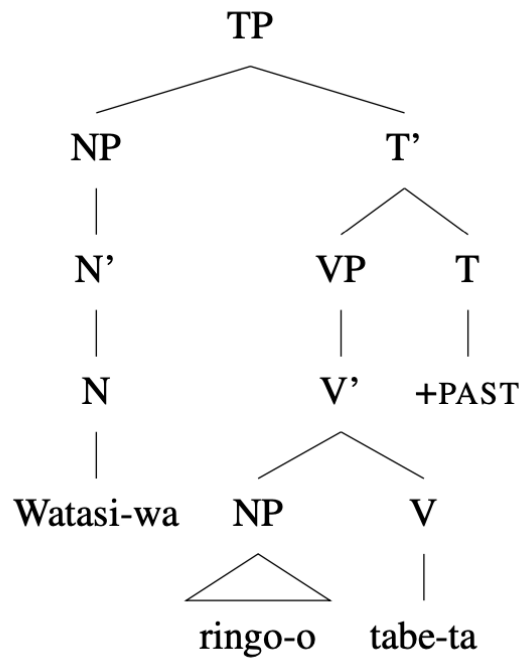 TP
NP T’
N’ VP T
N V’ +PAST
Watasi-wa NP V
ringo-o tabe-ta